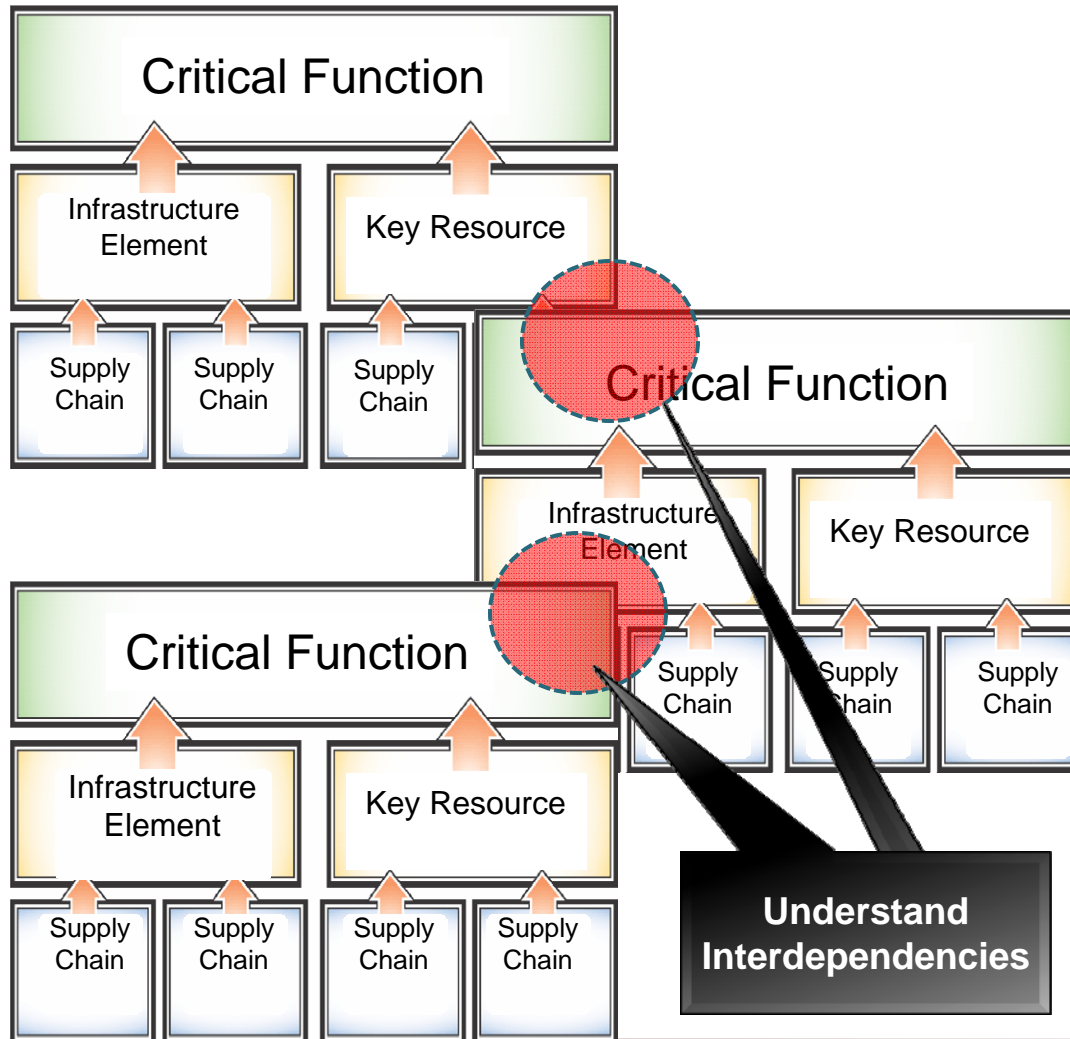 Critical Function
Infrastructure
Element
Key Resource
Supply
Chain
Supply
Chain
Supply
Chain
Critical Function
Infrastructure
Element
Key Resource
Supply
Chain
Supply
Chain
Supply
Chain
Critical Function
Infrastructure
Element
Key Resource
Supply
Chain
Supply
Chain
Supply
Chain
Supply
Chain
Understand
Interdependencies